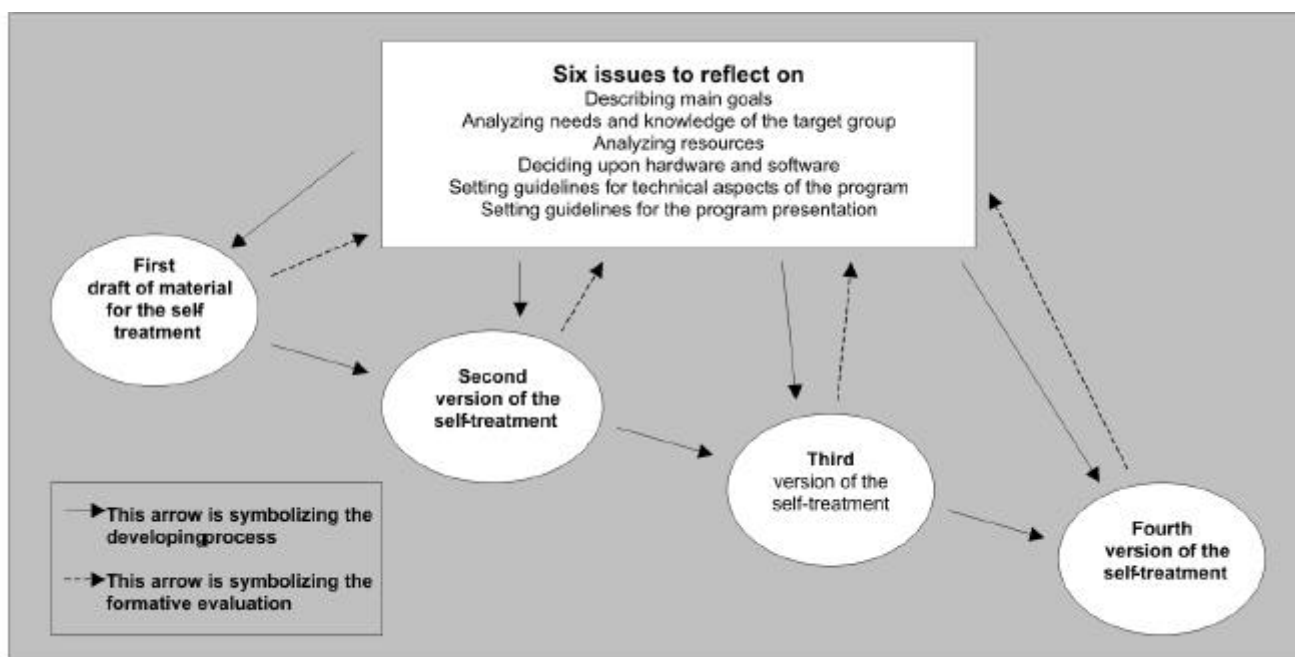 Six issues to reflect on
Describing main goals
Analyzing needs and knowledge of the target group
Analyzing resources
Deciding upon hardware and software
Setting guidelines for technical aspects of the program
Setting guidelines for the program presentation
First
draft of material
for the self
treatment
Second
version of the
self-treatment
Third
version of the
self-treatment
Fourth
version of the
self-treatment
This arrow is symbolizing the
developingprocess
This arrow is symbolizing the
formative evaluation